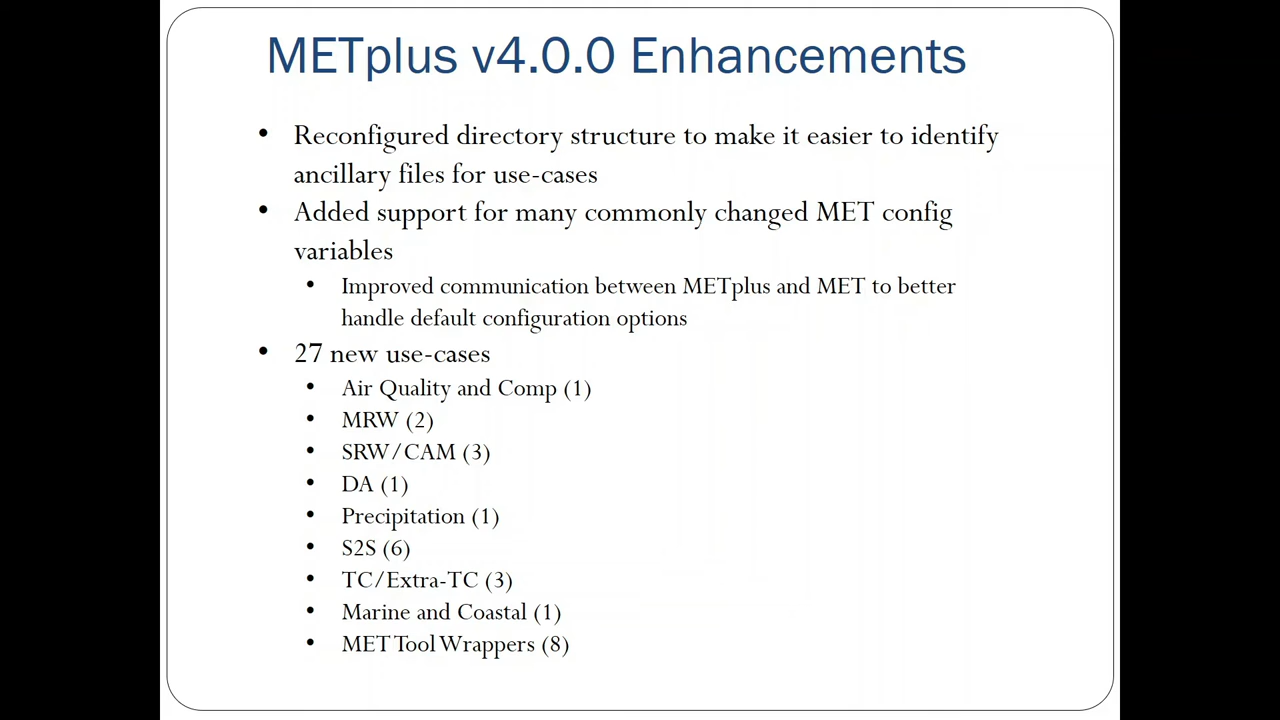 METplus v4.0.0 Enhancements
• Reconfigured directory structure to make it easier to identify
ancillary files for use-cases
• Added support for many commonly changed MET config
variables
• Improved communication between METplus and MET to better
handle default configuration options
• 27 new use-cases
• Air Quality and Comp (1)
• MRW (2)
• SRW/CAM (3)
• DA (1)
• Precipitation (1)
• S2S (6)
• TC/Extra-TC (3)
• Marine and Coastal (1)
• MET Tool Wrappers (8)